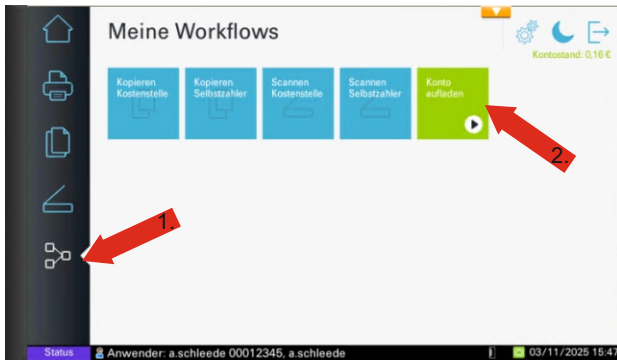 Meine Workflows
Kontostand: 0,16 €
Kopieren
Kostenstelle
Kopieren
Selbstzahler
Scannen
Kostenstelle
Scannen
Selbstzahler
Konto
aufladen
2.
1.
Status
Anwender: a.schleede 00012345, a.schleede
03/11/2025 15:47